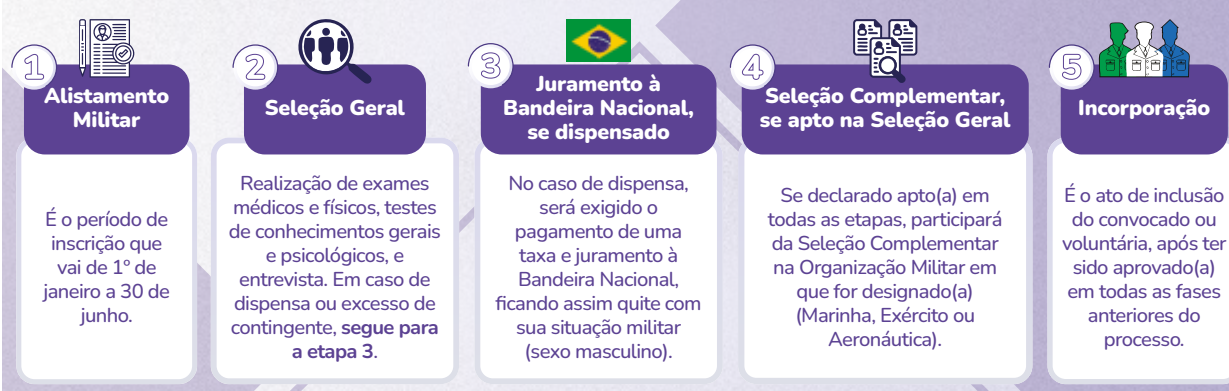 1
Alistamento
Militar
É o período de
inscrição que
vai de 1º de
janeiro a 30 de
junho.
2
Seleção Geral
Realização de exames
médicos e físicos, testes
de conhecimentos gerais
e psicológicos, e
entrevista. Em caso de
dispensa ou excesso de
contingente, segue para
a etapa 3.
3
Juramento à
Bandeira Nacional,
se dispensado
No caso de dispensa,
será exigido o
pagamento de uma
taxa e juramento à
Bandeira Nacional,
ficando assim quite com
sua situação militar
(sexo masculino).
4
Seleção Complementar,
se apto na Seleção Geral
Se declarado apto(a) em
todas as etapas, participará
da Seleção Complementar
na Organização Militar em
que for designado(a)
(Marinha, Exército ou
Aeronáutica).
5
Incorporação
É o ato de inclusão
do convocado ou
voluntária, após ter
sido aprovado(a)
em todas as fases
anteriores do
processo.